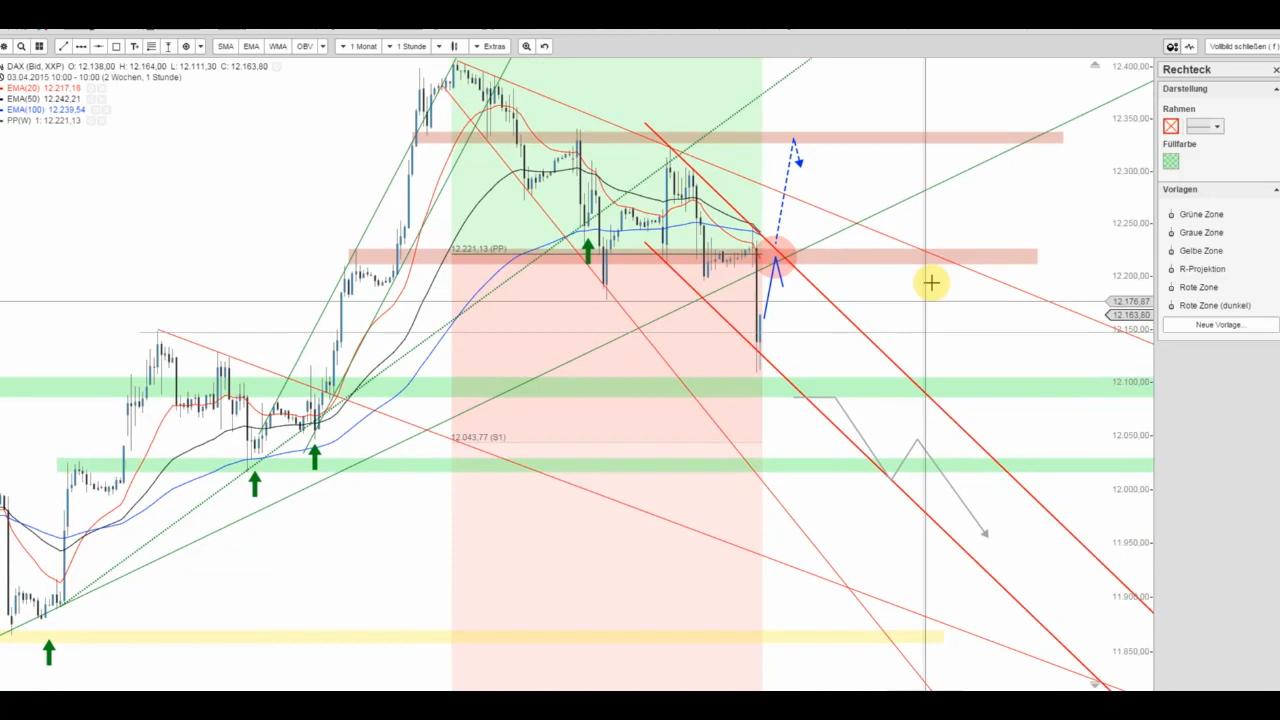 T+ SMA EMA WMA OBV 1 Monat 1 Stunde Extras Vollbild schließen ( f )
DAX (Bid, XXP) O: 12.138,00 H: 12.164,00 L: 12.111,30 C: 12.163,80
03.04.2015 10:00 - 10:00 (2 Wochen, 1 Stunde)
EMA(20) 12.217,16
EMA(50) 12.242,21
EMA(100) 12.239,54
PP(W) 1: 12.221,13
12.400,00
12.350,00
12.300,00
12.250,00
12.221,13 (PP)
12.200,00
12.176,87
12.163,80
12.150,00
12.100,00
12.050,00
12.043,77 (S1)
12.000,00
11.950,00
11.900,00
11.850,00
Rechteck
Darstellung
Rahmen
Füllfarbe
Vorlagen
Grüne Zone
Graue Zone
Gelbe Zone
R-Projektion
Rote Zone
Rote Zone (dunkel)
Neue Vorlage...